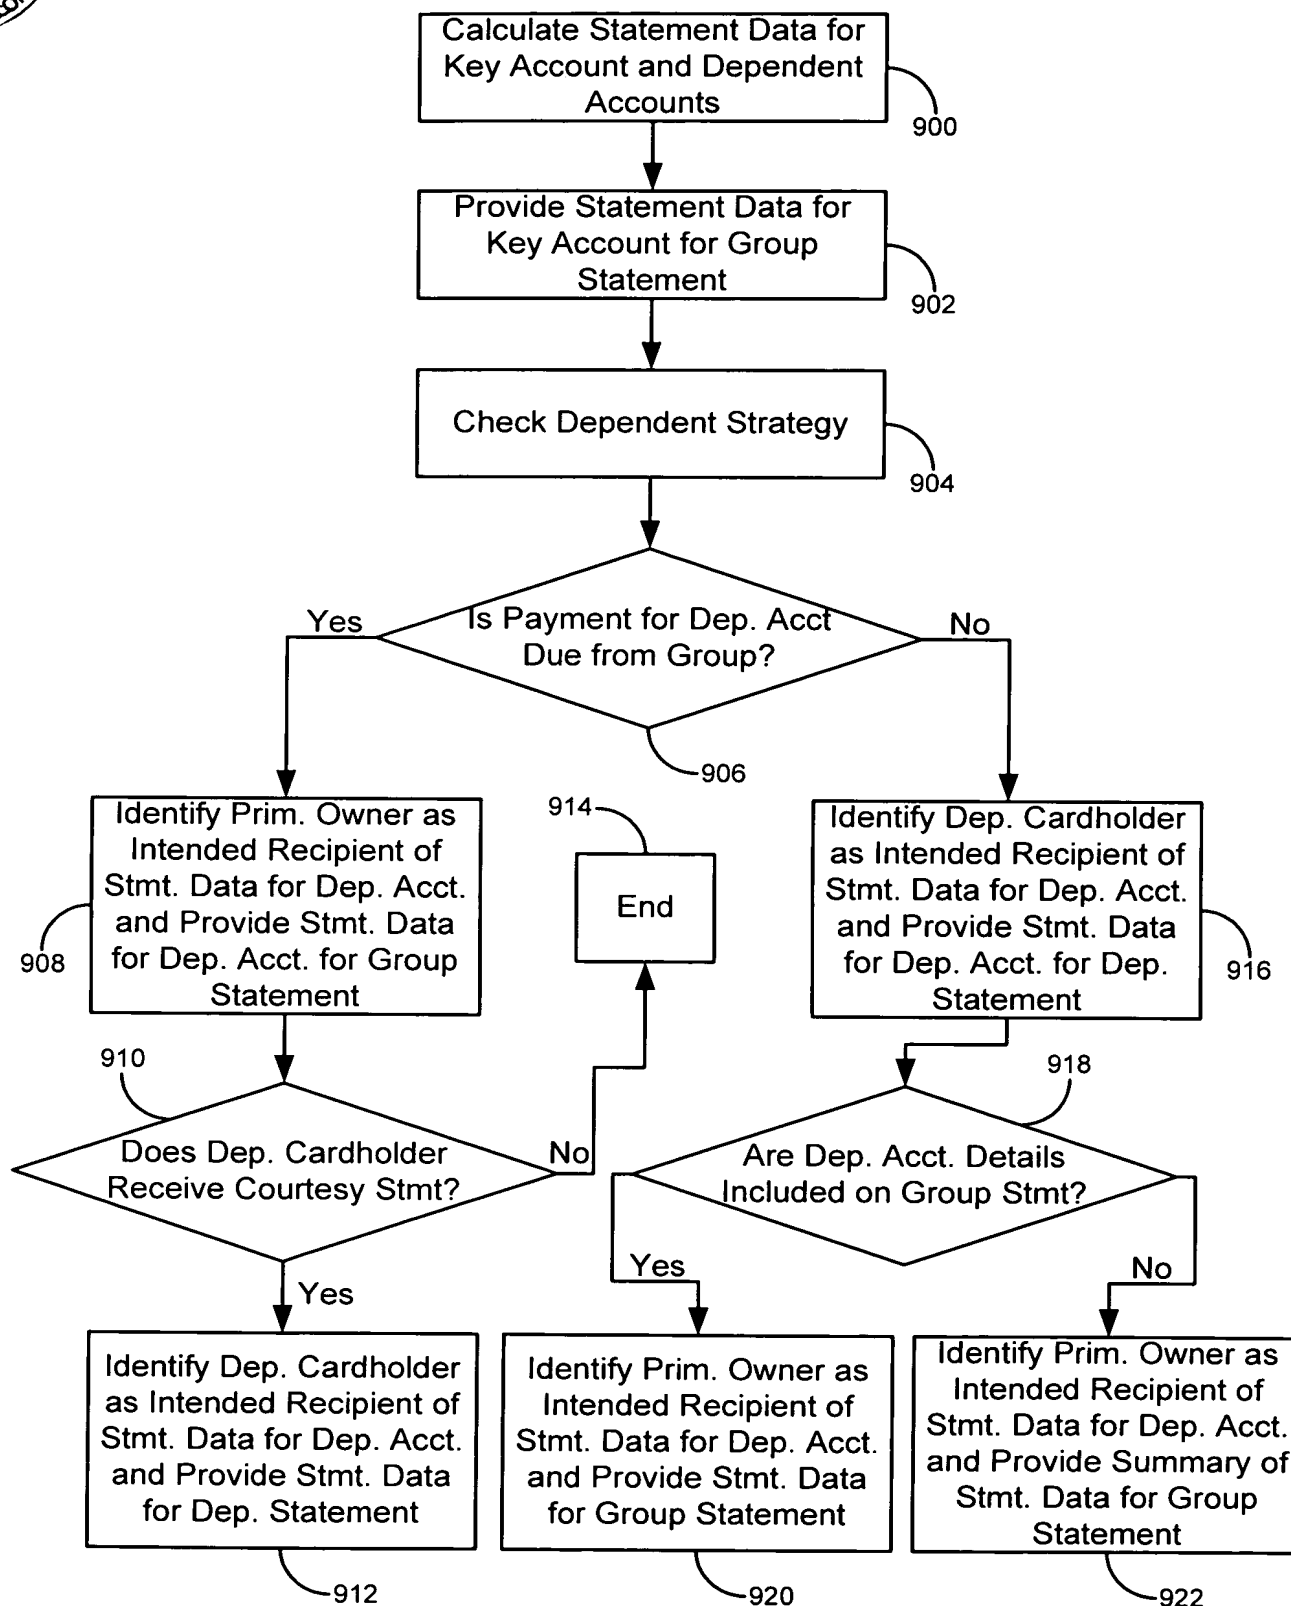 Calculate Statement Data for
Key Account and Dependent
Accounts
900
Provide Statement Data for
Key Account for Group
Statement
902
Check Dependent Strategy
904
Is Payment for Dep. Acct
Due from Group?
Yes
No
906
Identify Prim. Owner as
Intended Recipient of
Stmt. Data for Dep. Acct.
and Provide Stmt. Data
for Dep. Acct. for Group
Statement
908
914
End
Identify Dep. Cardholder
as Intended Recipient of
Stmt. Data for Dep. Acct.
and Provide Stmt. Data
for Dep. Acct. for Dep.
Statement
916
910
Does Dep. Cardholder
Receive Courtesy Stmt?
No
Yes
918
Are Dep. Acct. Details
Included on Group Stmt?
Yes
No
Identify Dep. Cardholder
as Intended Recipient of
Stmt. Data for Dep. Acct.
and Provide Stmt. Data
for Dep. Statement
912
Identify Prim. Owner as
Intended Recipient of
Stmt. Data for Dep. Acct.
and Provide Stmt. Data
for Group Statement
920
Identify Prim. Owner as
Intended Recipient of
Stmt. Data for Dep. Acct.
and Provide Summary of
Stmt. Data for Group
Statement
922